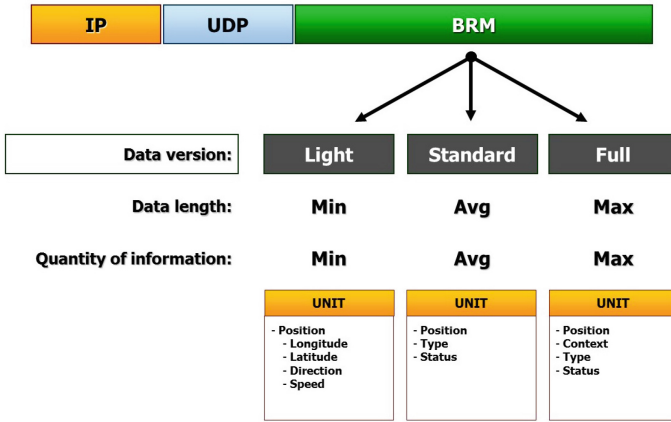 IP UDP BRM
Data version: Light Standard Full
Data length: Min Avg Max
Quantity of information: Min Avg Max
UNIT
- Position
- Longitude
- Latitude
- Direction
- Speed
UNIT
- Position
- Type
- Status
UNIT
- Position
- Context
- Type
- Status